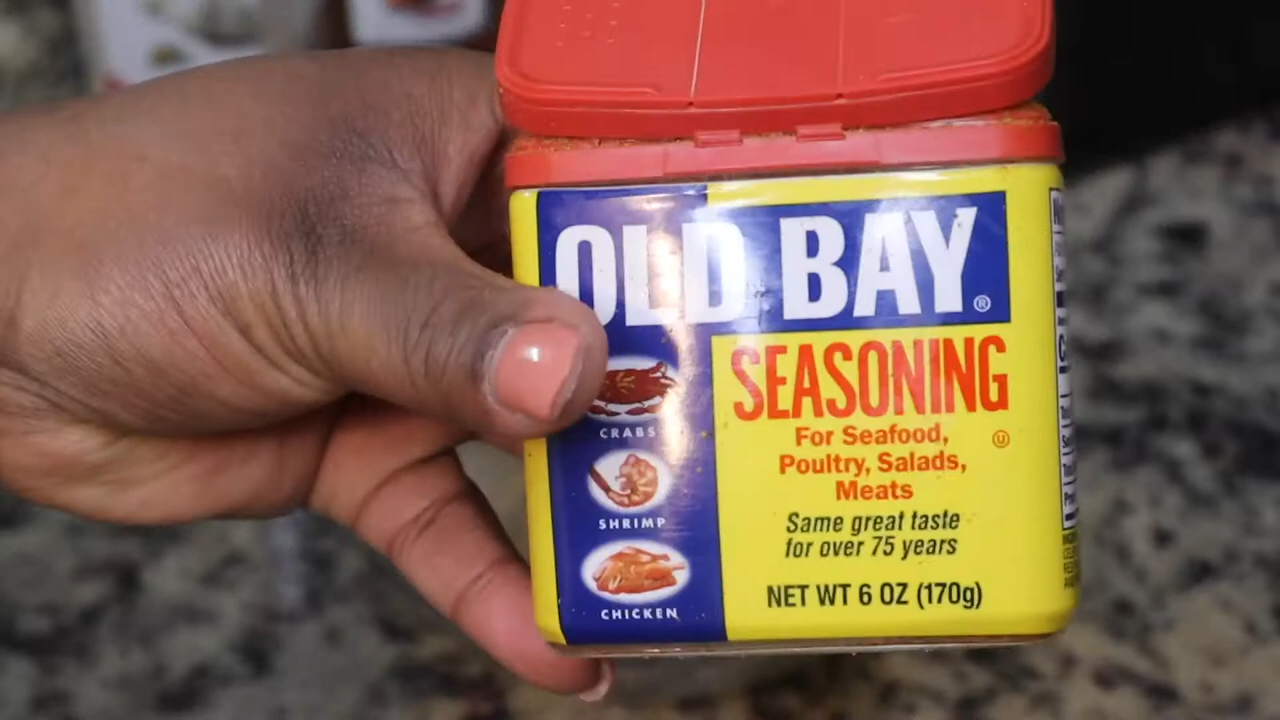 OLD BAY®
SEASONING
For Seafood,
Poultry, Salads,
Meats
Same great taste
for over 75 years
NET WT 6 OZ (170g)
CRABS
SHRIMP
CHICKEN